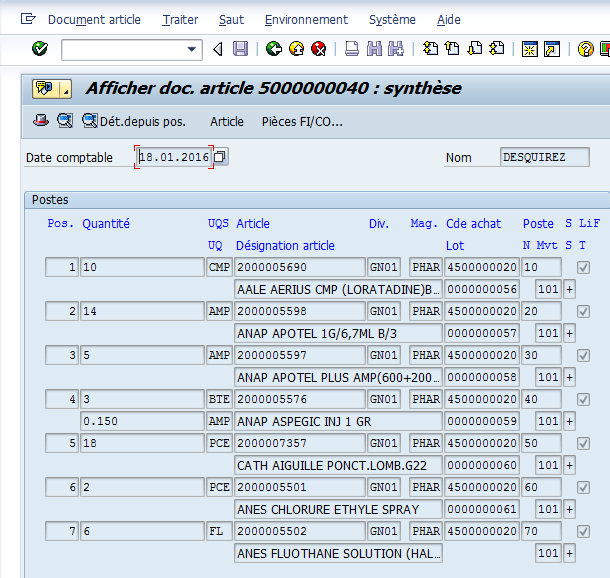 Document article Traiter Saut Environnement Système Aide
Afficher doc. article 5000000040 : synthèse
Dét.depuis pos. Article Pièces FI/CO...
Date comptable 18.01.2016 Nom DESQUIREZ
Postes
Pos. Quantité UQS Article Div. Mag. Cde achat Poste S LiF
UQ Désignation article Lot N Mvt S T
1 10 CMP 2000005690 GN01 PHAR 4500000020 10
AALE AERIUS CMP (LORATADINE)B... 0000000056 101 +
2 14 AMP 2000005598 GN01 PHAR 4500000020 20
ANAP APOTEL 1G/6,7ML B/3 0000000057 101 +
3 5 AMP 2000005597 GN01 PHAR 4500000020 30
ANAP APOTEL PLUS AMP(600+200... 0000000058 101 +
4 3 BTE 2000005576 GN01 PHAR 4500000020 40
0.150 AMP ANAP ASPEGIC INJ 1 GR 0000000059 101 +
5 18 PCE 2000007357 GN01 PHAR 4500000020 50
CATH AIGUILLE PONCT.LOMB.G22 0000000060 101 +
6 2 PCE 2000005501 GN01 PHAR 4500000020 60
ANES CHLORURE ETHYLE SPRAY 0000000061 101 +
7 6 FL 2000005502 GN01 PHAR 4500000020 70
ANES FLUOTHANE SOLUTION (HAL... 101 +